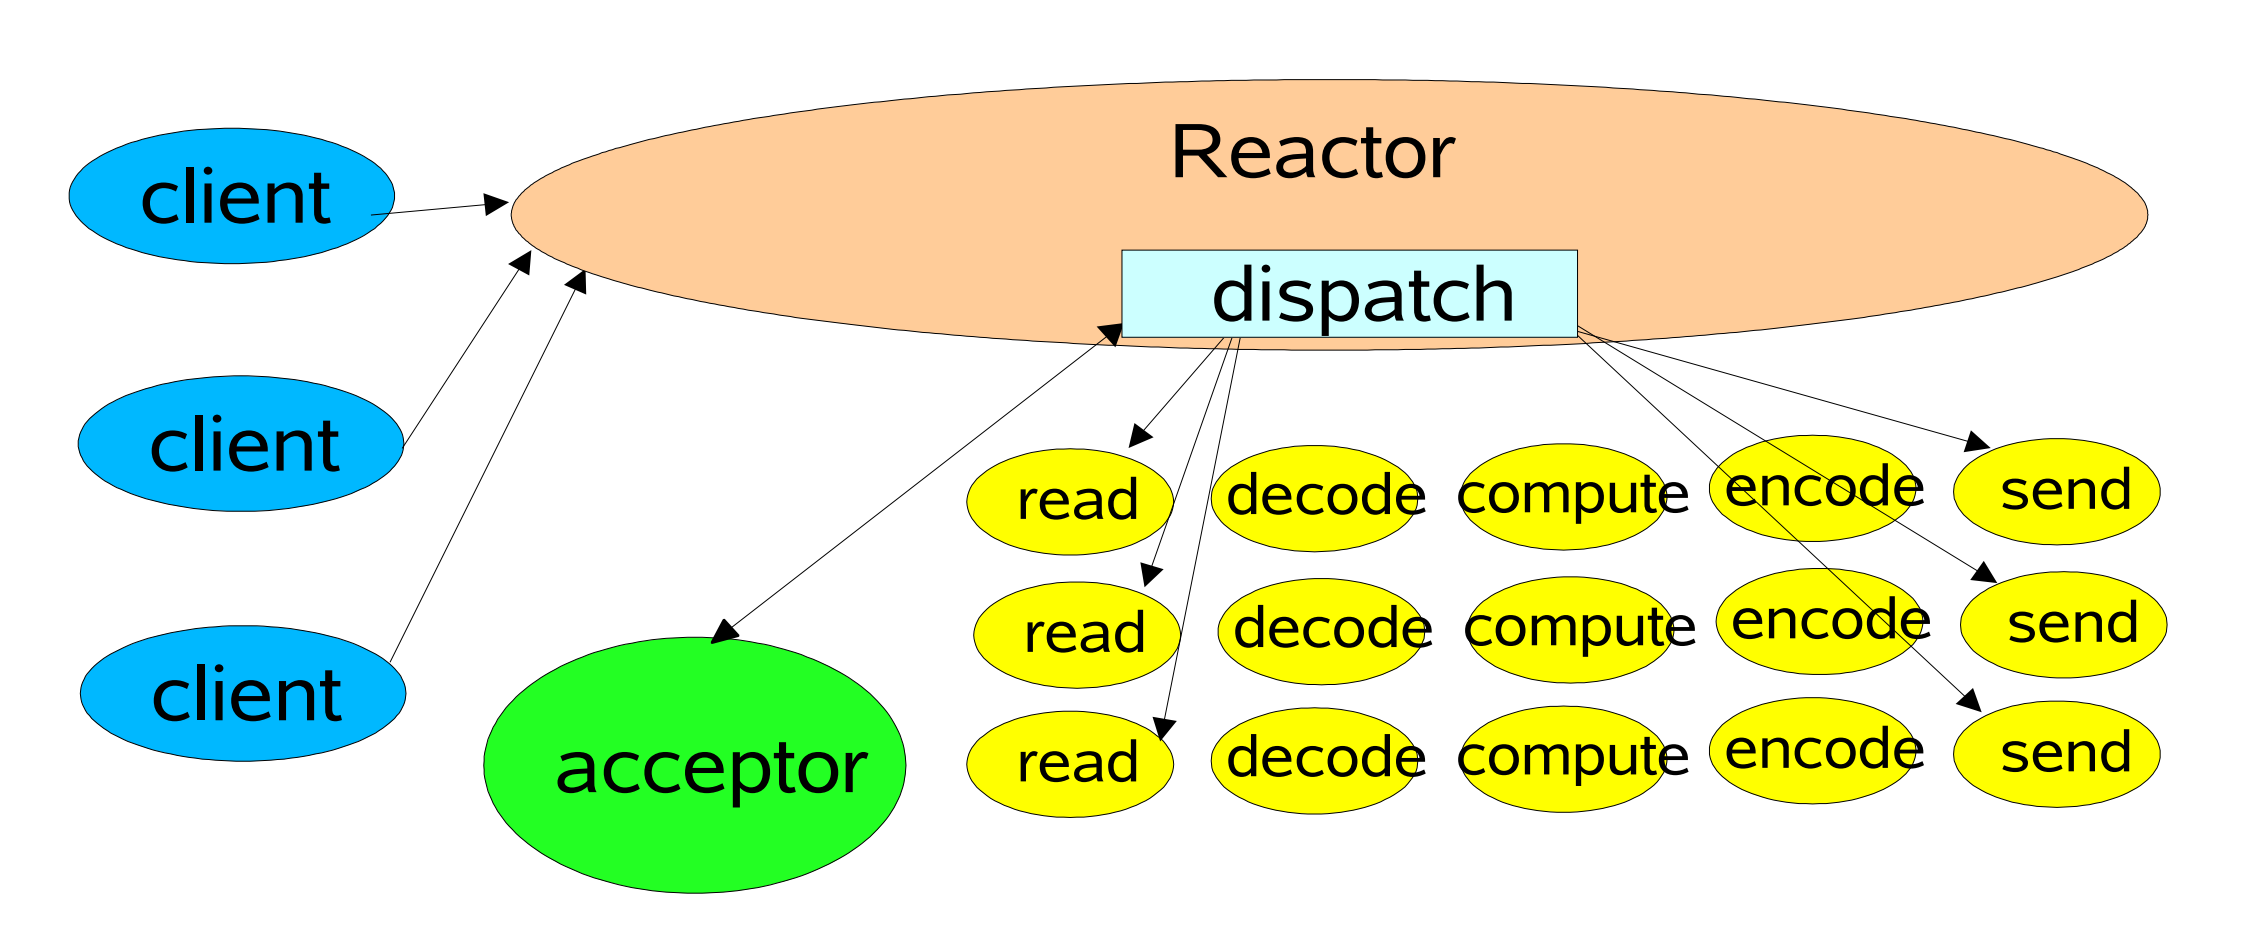 Reactor
client
dispatch
client
read decode compute encode send
read decode compute encode send
client
acceptor
read decode compute encode send